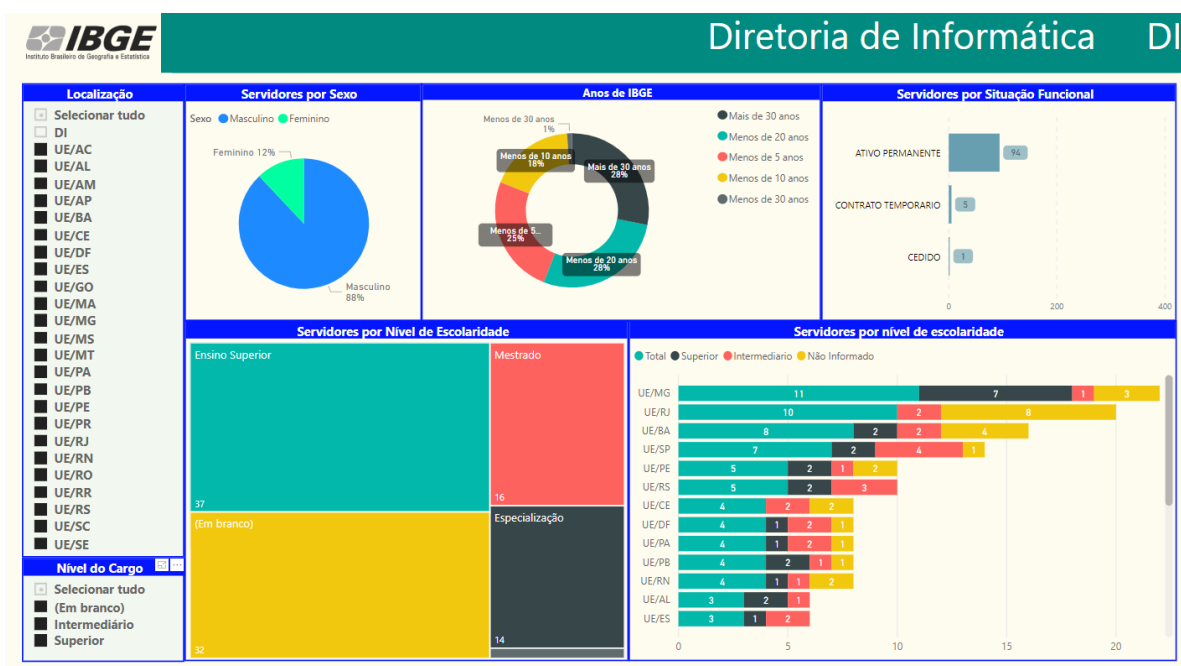 IBGE
Instituto Brasileiro de Geografia e Estatística
Diretoria de Informática DI
Localização
Selecionar tudo
DI
UE/AC
UE/AL
UE/AM
UE/AP
UE/BA
UE/CE
UE/DF
UE/ES
UE/GO
UE/MA
UE/MG
UE/MS
UE/MT
UE/PA
UE/PB
UE/PE
UE/PR
UE/RJ
UE/RN
UE/RO
UE/RR
UE/RS
UE/SC
UE/SE
Nível do Cargo
Selecionar tudo
(Em branco)
Intermediário
Superior
Servidores por Sexo
Sexo Masculino Feminino
Feminino 12%
Masculino
88%
Anos de IBGE
Menos de 30 anos
1%
Menos de 10 anos
18%
Mais de 30 anos
28%
Menos de 5...
25%
Menos de 20 anos
28%
Mais de 30 anos
Menos de 20 anos
Menos de 5 anos
Menos de 10 anos
Menos de 30 anos
Servidores por Situação Funcional
ATIVO PERMANENTE 94
CONTRATO TEMPORARIO 5
CEDIDO 1
0 200 400
Servidores por Nível de Escolaridade
Ensino Superior
37
Mestrado
16
(Em branco)
32
Especialização
14
Servidores por nível de escolaridade
Total Superior Intermediario Não Informado
UE/MG 11 7 1 3
UE/RJ 10 2 8
UE/BA 8 2 2 4
UE/SP 7 2 4 1
UE/PE 5 2 1 2
UE/RS 5 2 3
UE/CE 4 2 2
UE/DF 4 1 2 1
UE/PA 4 1 2 1
UE/PB 4 2 1 1
UE/RN 4 1 1 2
UE/AL 3 2 1
UE/ES 3 1 2
0 5 10 15 20